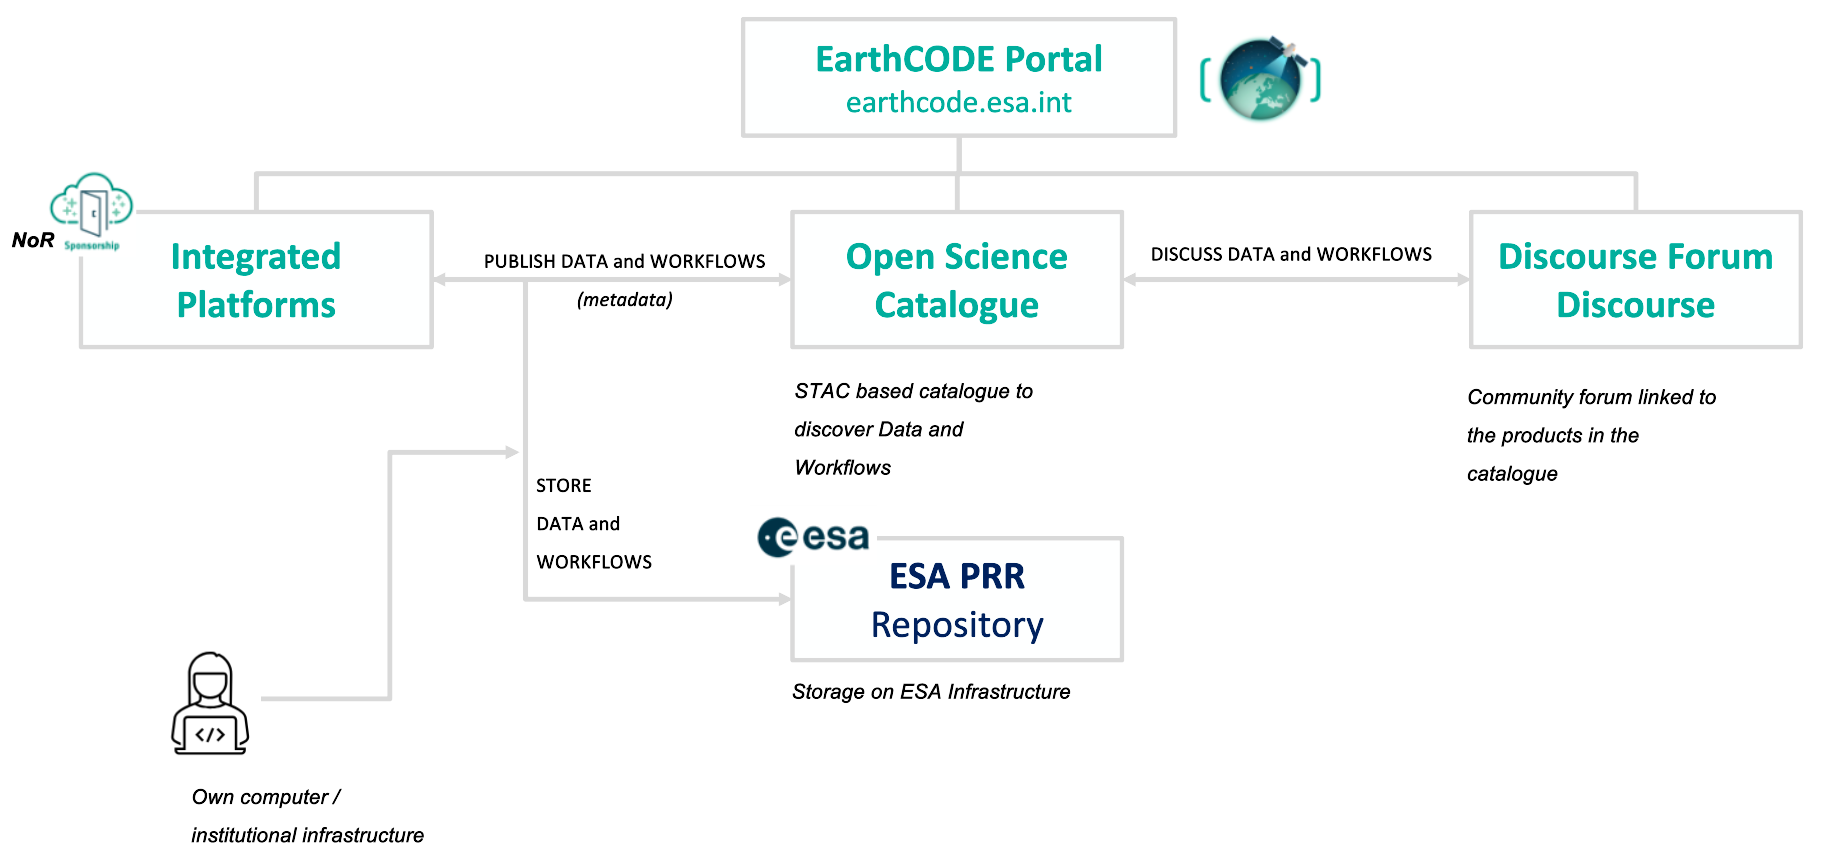 EarthCODE Portal
earthcode.esa.int
NoR
Sponsorship
Integrated
Platforms
PUBLISH DATA and WORKFLOWS
(metadata)
Open Science
Catalogue
DISCUSS DATA and WORKFLOWS
Discourse Forum
Discourse
STAC based catalogue to
discover Data and
Workflows
Community forum linked to
the products in the
catalogue
STORE
DATA and
WORKFLOWS
esa
ESA PRR
Repository
Storage on ESA Infrastructure
</>
Own computer /
institutional infrastructure